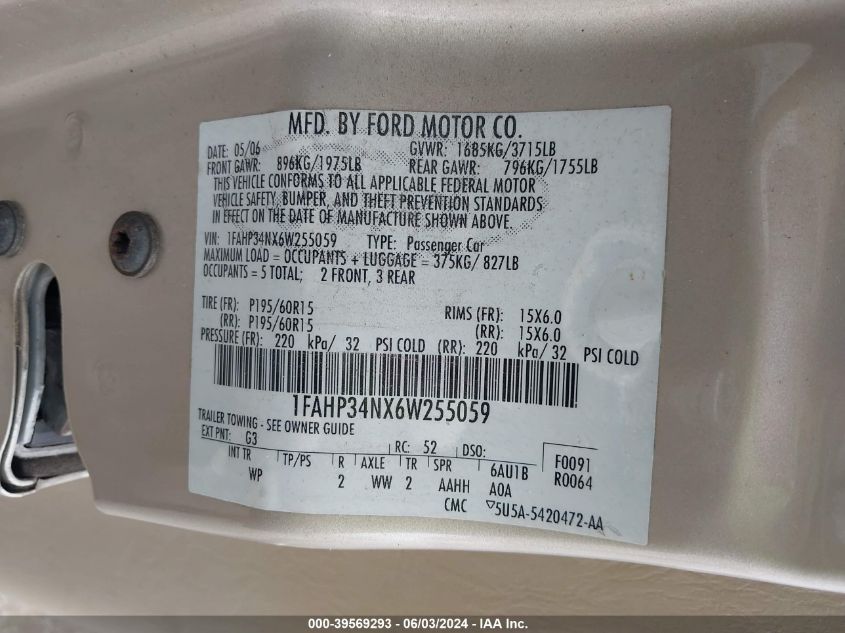 MFD. BY FORD MOTOR CO.
DATE: 05/06 GVWR: 1685KG/3715LB
FRONT GAWR: 896KG/1975LB REAR GAWR: 796KG/1755LB
THIS VEHICLE CONFORMS TO ALL APPLICABLE FEDERAL MOTOR
VEHICLE SAFETY, BUMPER, AND THEFT PREVENTION STANDARDS
IN EFFECT ON THE DATE OF MANUFACTURE SHOWN ABOVE.
VIN: 1FAHP34NX6W255059 TYPE: Passenger Car
MAXIMUM LOAD = OCCUPANTS + LUGGAGE = 375KG/ 827LB
OCCUPANTS = 5 TOTAL; 2 FRONT, 3 REAR
TIRE (FR): P195/60R15 RIMS (FR): 15X6.0
(RR): P195/60R15 (RR): 15X6.0
PRESSURE (FR): 220 kPa/ 32 PSI COLD (RR): 220 kPa/ 32 PSI COLD
1FAHP34NX6W255059
TRAILER TOWING - SEE OWNER GUIDE
EXT PNT: G3 RC: 52 DSO: F0091
INT TR TP/PS R AXLE TR SPR 6AU1B R0064
WP 2 WW 2 AAHH A0A
CMC 5U5A-5420472-AA
000-39569293 - 06/03/2024 - IAA Inc.